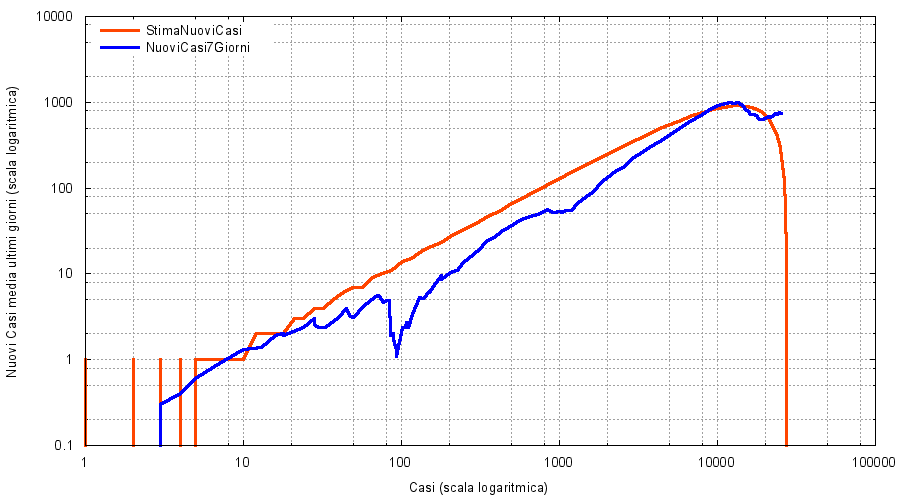 10000
1000
100
10
1
0.1
StimaNuoviCasi
NuoviCasi7Giorni
Nuovi Casi media ultimi giorni (scala logaritmica)
1 10 100 1000 10000 100000
Casi (scala logaritmica)